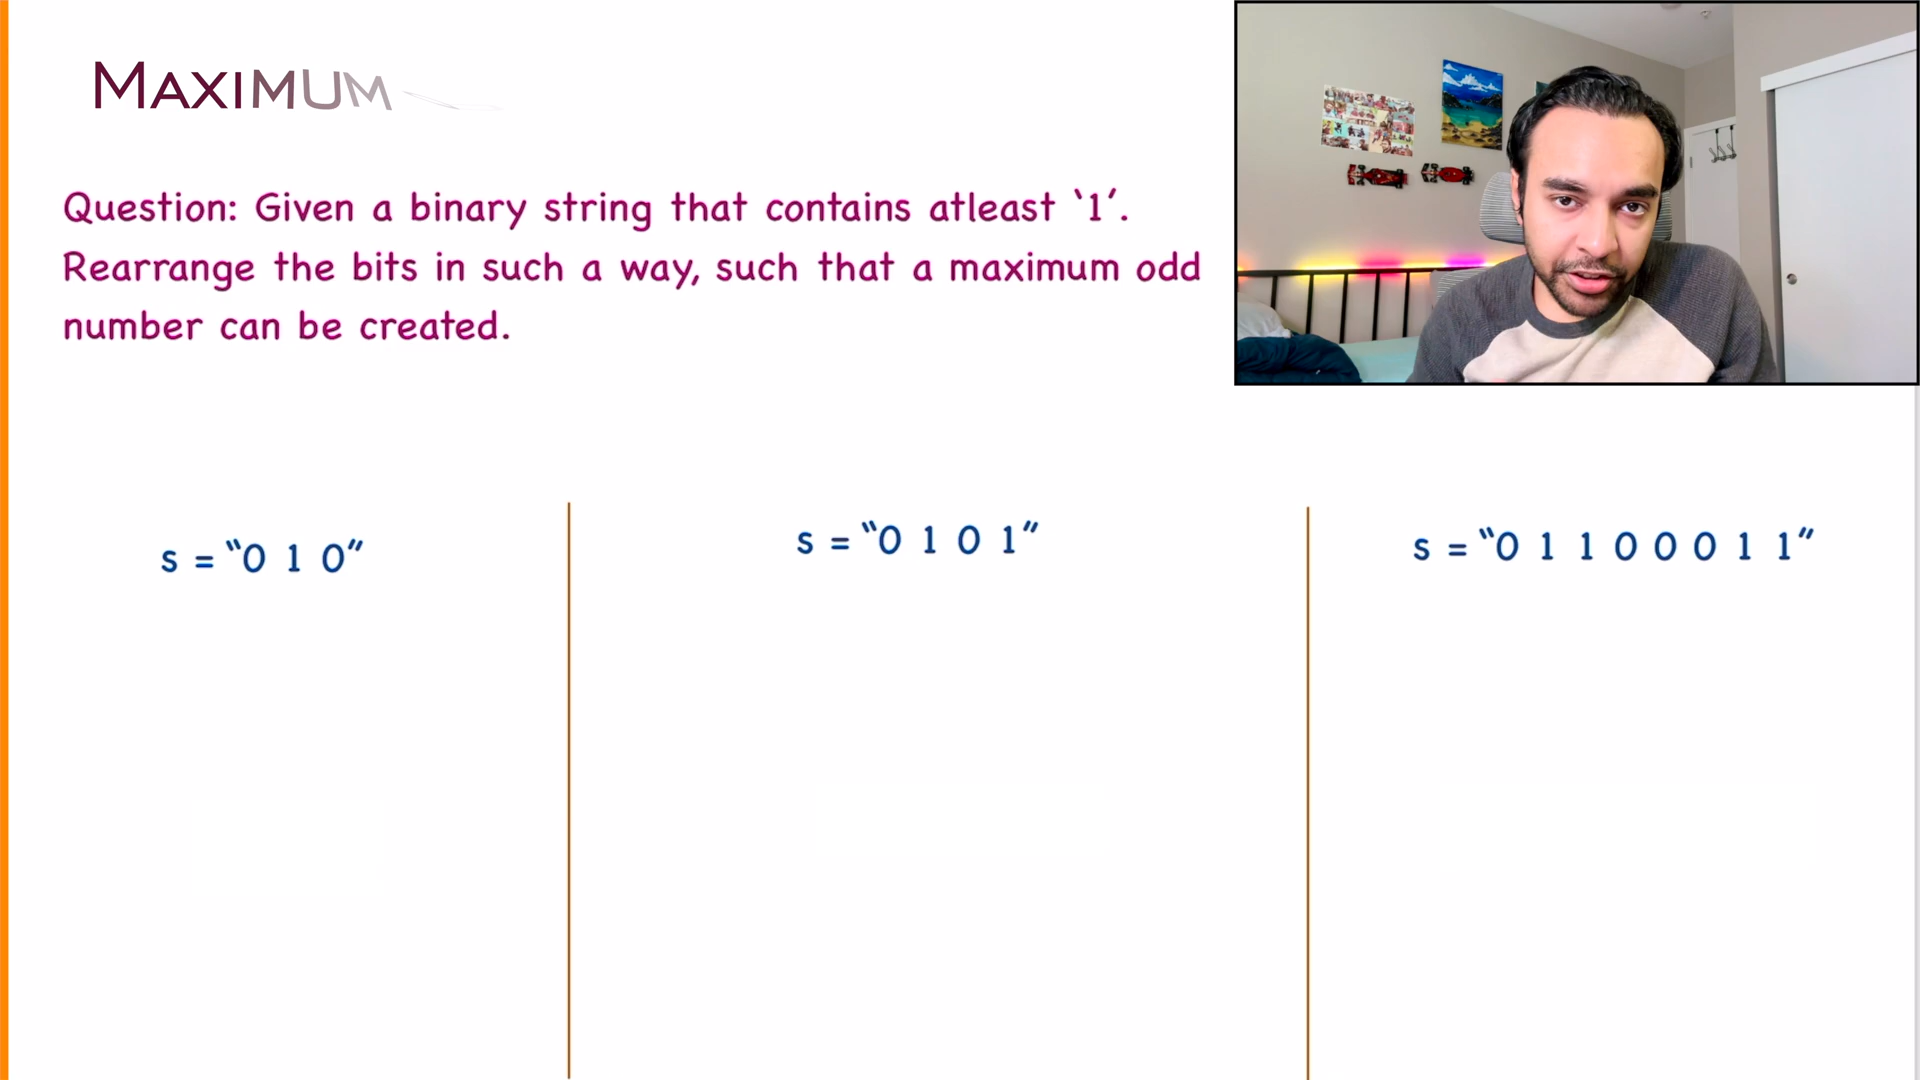 MAXIMUM
Question: Given a binary string that contains atleast ‘1’.
Rearrange the bits in such a way, such that a maximum odd
number can be created.
s = “0 1 0”
s = “0 1 0 1”
s = “0 1 1 0 0 0 1 1”